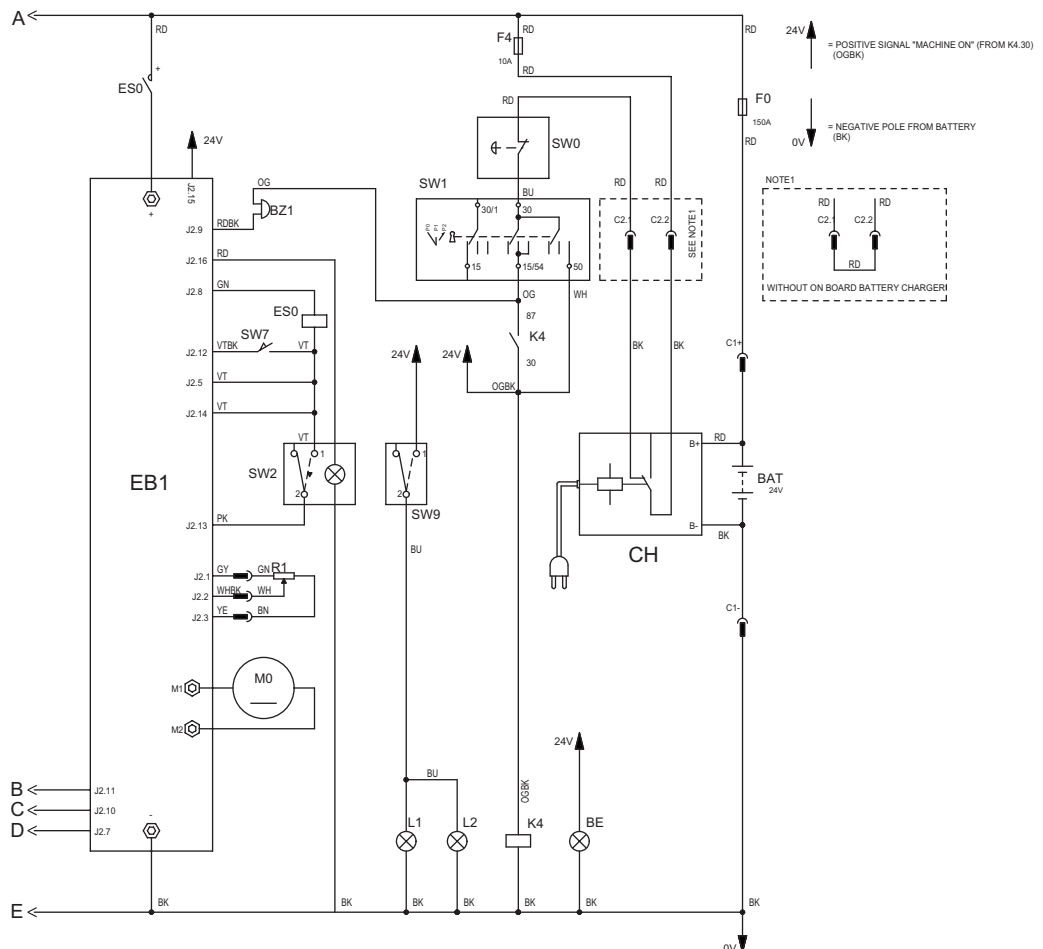 A
RD
RD
RD
F4
10A
RD
24V
= POSITIVE SIGNAL "MACHINE ON" (FROM K4.30)
(OGBK)
+
ES0
RD
F0
150A
RD
0V
= NEGATIVE POLE FROM BATTERY
(BK)
24V
SW0
BU
NOTE1
RD
RD
C2.1
C2.2
RD
WITHOUT ON BOARD BATTERY CHARGER
J2.15
+
OG
BZ1
J2.9
RDBK
SW1
P0
P1
P2
30/1
30
15
15/54
50
RD
RD
C2.1
C2.2
SEE NOTE1
J2.16
RD
J2.8
GN
ES0
OG
WH
87
K4
30
SW7
J2.12
VTBK
VT
24V
24V
OGBK
BK
BK
C1+
J2.5
VT
J2.14
VT
VT
1
SW2
2
1
2
SW9
EB1
B+
RD
BAT
24V
J2.13
PK
B-
BK
CH
BU
J2.1
GY
GN
R1
J2.2
WHBK
WH
J2.3
YE
BN
C1-
M1
M0
M2
24V
BU
OGBK
B
J2.11
C
J2.10
D
J2.7
-
L1
L2
K4
BE
E
BK
BK
BK
BK
BK
BK
BK
0V